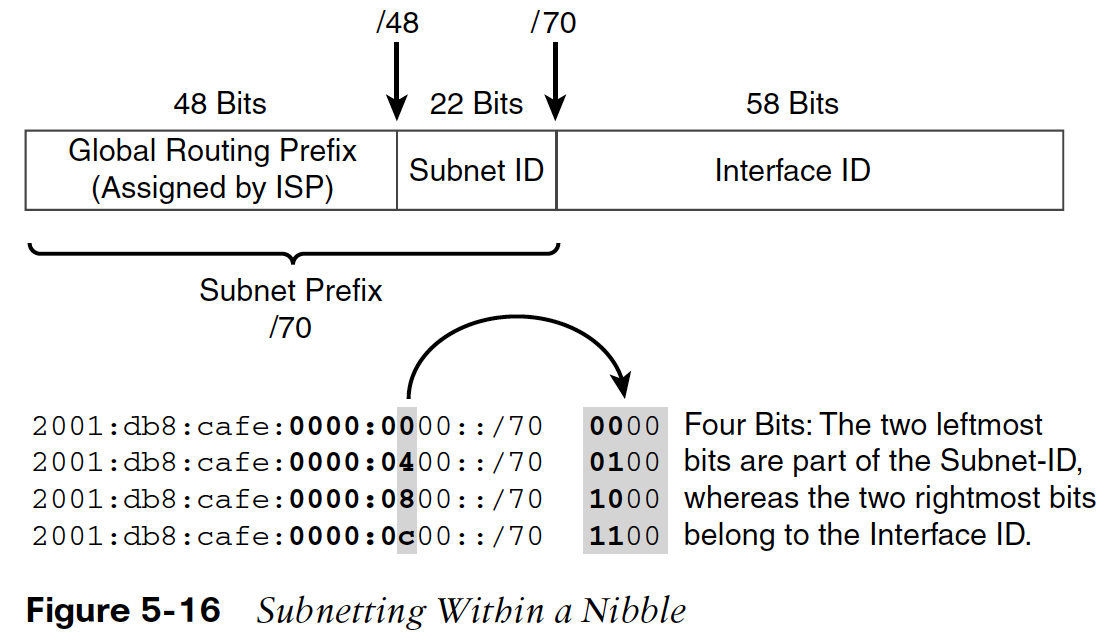 /48 /70
48 Bits 22 Bits 58 Bits
Global Routing Prefix
(Assigned by ISP)
Subnet ID
Interface ID
Subnet Prefix
/70
2001:db8:cafe:0000:0000::/70 0000 Four Bits: The two leftmost
2001:db8:cafe:0000:0400::/70 0100 bits are part of the Subnet-ID,
2001:db8:cafe:0000:0800::/70 1000 whereas the two rightmost bits
2001:db8:cafe:0000:0c00::/70 1100 belong to the Interface ID.
Figure 5-16 Subnetting Within a Nibble